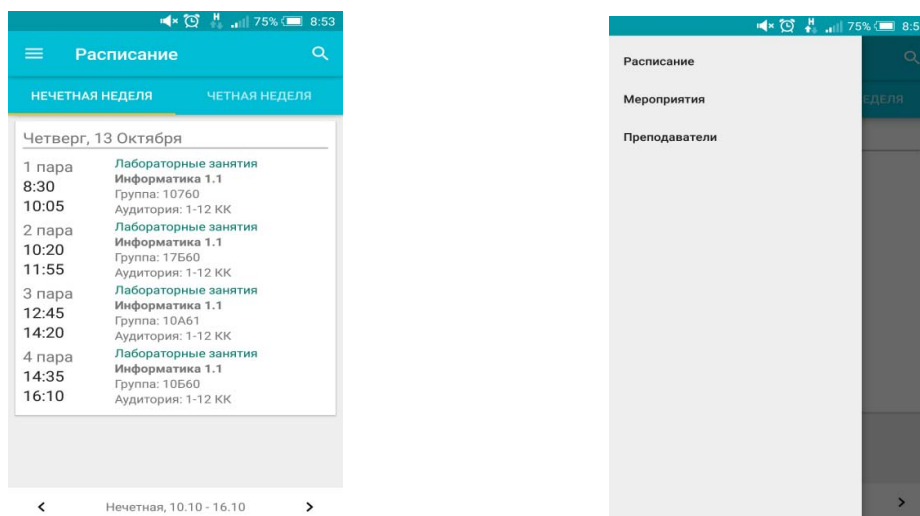 75% 8:53
Расписание
НЕЧЕТНАЯ НЕДЕЛЯ ЧЕТНАЯ НЕДЕЛЯ
Четверг, 13 Октября
1 пара
8:30
10:05
Лабораторные занятия
Информатика 1.1
Группа: 10760
Аудитория: 1-12 КК
2 пара
10:20
11:55
Лабораторные занятия
Информатика 1.1
Группа: 17Б60
Аудитория: 1-12 КК
3 пара
12:45
14:20
Лабораторные занятия
Информатика 1.1
Группа: 10А61
Аудитория: 1-12 КК
4 пара
14:35
16:10
Лабораторные занятия
Информатика 1.1
Группа: 10Б60
Аудитория: 1-12 КК
Нечетная, 10.10 - 16.10
H 75% 8:5
Расписание
Мероприятия
Преподаватели
ЕДЕЛЯ